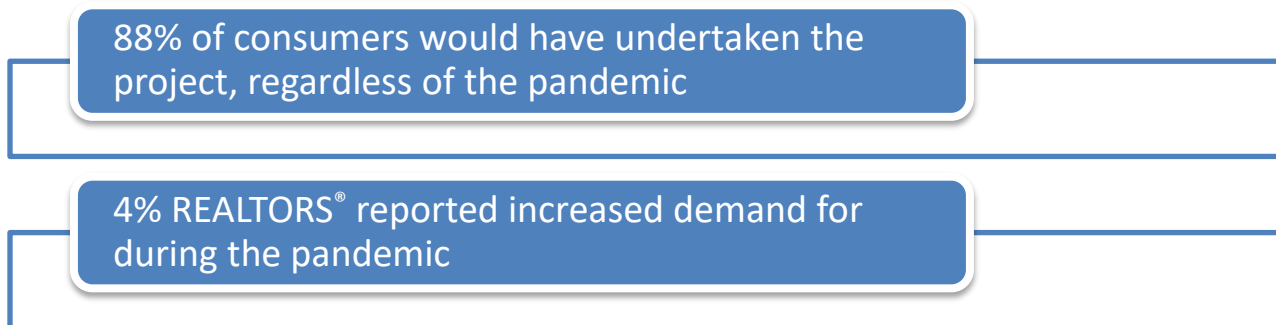 88% of consumers would have undertaken the
project, regardless of the pandemic
4% REALTORS® reported increased demand for
during the pandemic